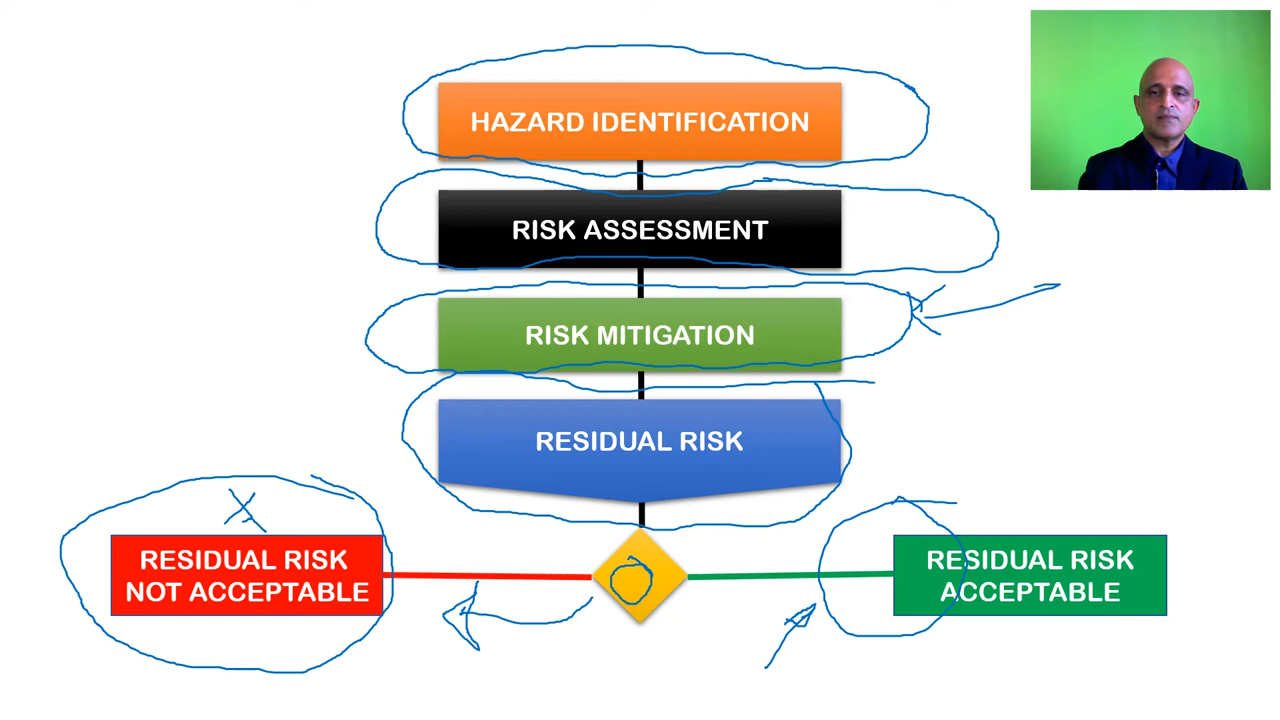 HAZARD IDENTIFICATION
RISK ASSESSMENT
RISK MITIGATION
RESIDUAL RISK
RESIDUAL RISK
NOT ACCEPTABLE
RESIDUAL RISK
ACCEPTABLE